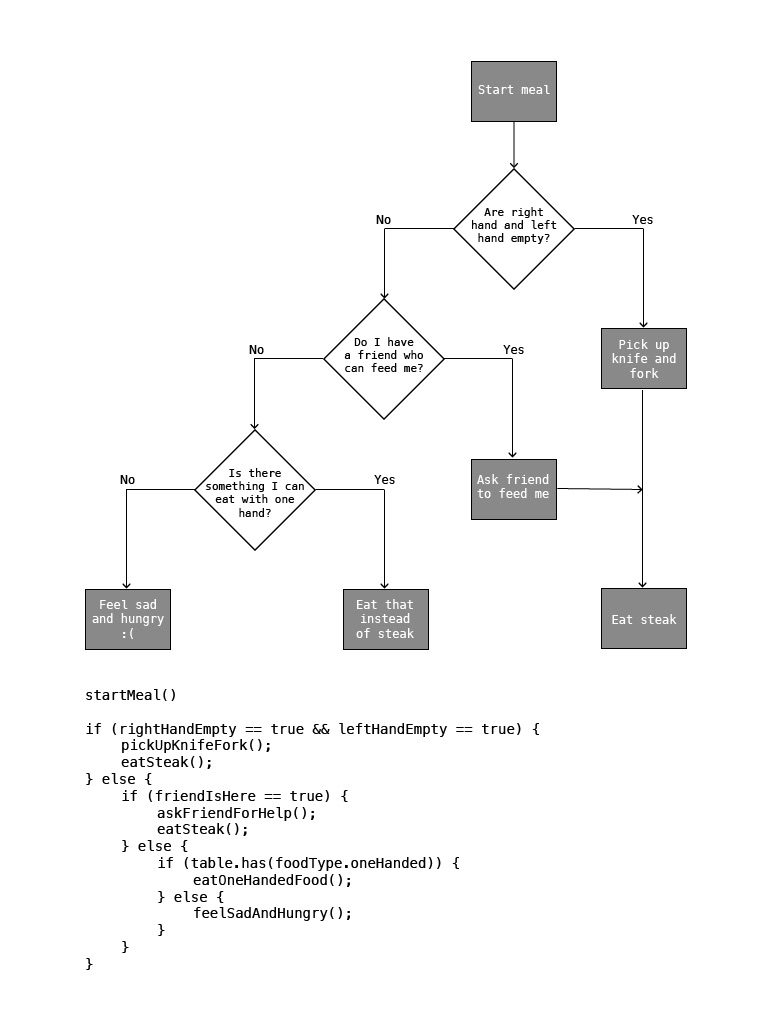 Start meal
Are right
hand and left
hand empty?
No
Yes
Do I have
a friend who
can feed me?
Pick up
knife and
fork
No
Yes
Is there
something I can
eat with one
hand?
Ask friend
to feed me
No
Yes
Feel sad
and hungry
:(
Eat that
instead
of steak
Eat steak
startMeal()
if (rightHandEmpty == true && leftHandEmpty == true) {
    pickUpKnifeFork();
    eatSteak();
} else {
    if (friendIsHere == true) {
        askFriendForHelp();
        eatSteak();
    } else {
        if (table.has(foodType.oneHanded)) {
            eatOneHandedFood();
        } else {
            feelSadAndHungry();
        }
    }
}